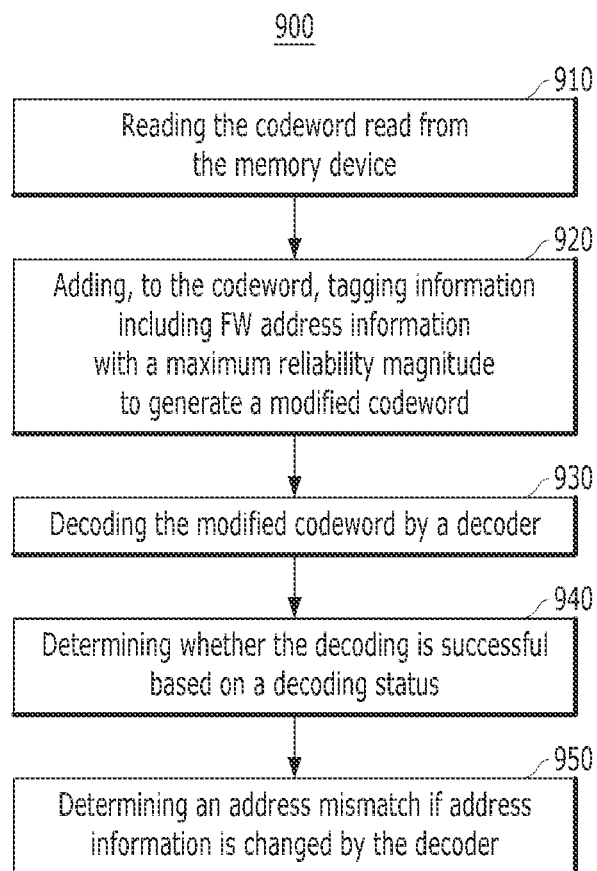 900
910
Reading the codeword read from
the memory device
920
Adding, to the codeword, tagging information
including FW address information
with a maximum reliability magnitude
to generate a modified codeword
930
Decoding the modified codeword by a decoder
940
Determining whether the decoding is successful
based on a decoding status
950
Determining an address mismatch if address
information is changed by the decoder